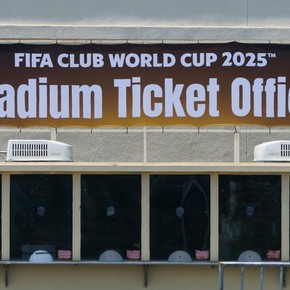 FIFA CLUB WORLD CUP 2025™
adium Ticket Offi